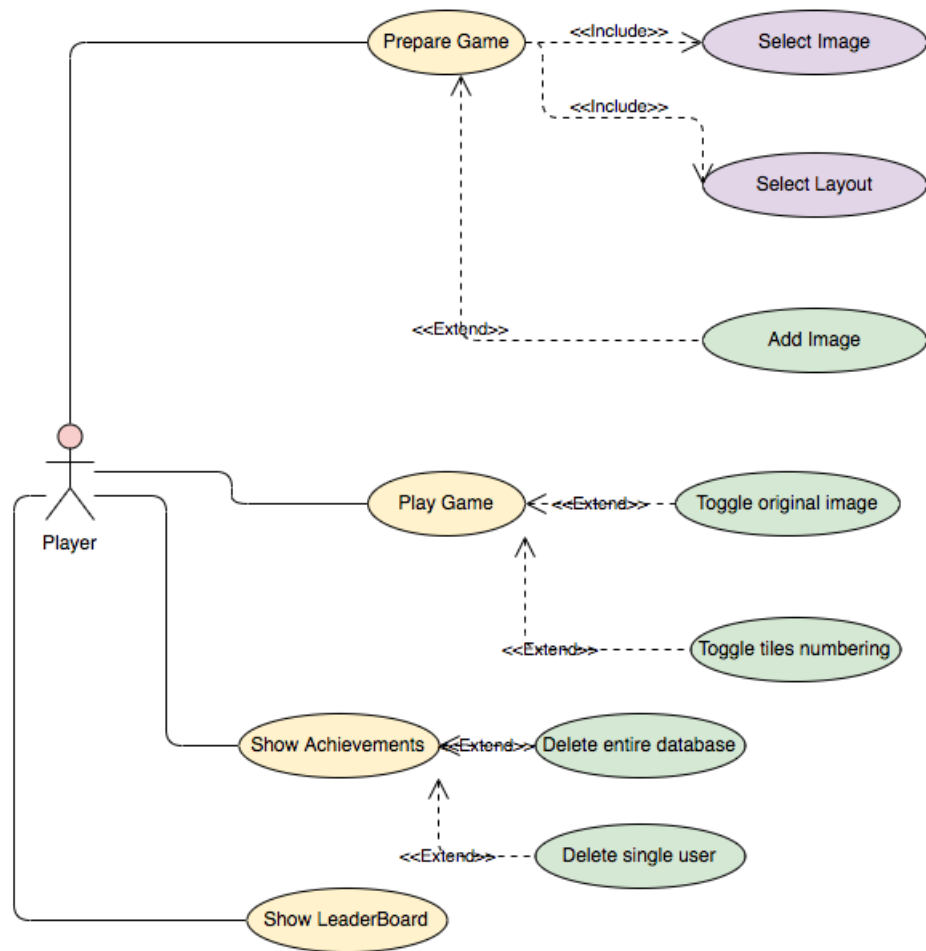 Prepare Game
<<Include>>
Select Image
<<Include>>
Select Layout
<<Extend>>
Add Image
Player
Play Game
<<Extend>>
Toggle original image
<<Extend>>
Toggle tiles numbering
Show Achievements
<<Extend>>
Delete entire database
<<Extend>>
Delete single user
Show LeaderBoard